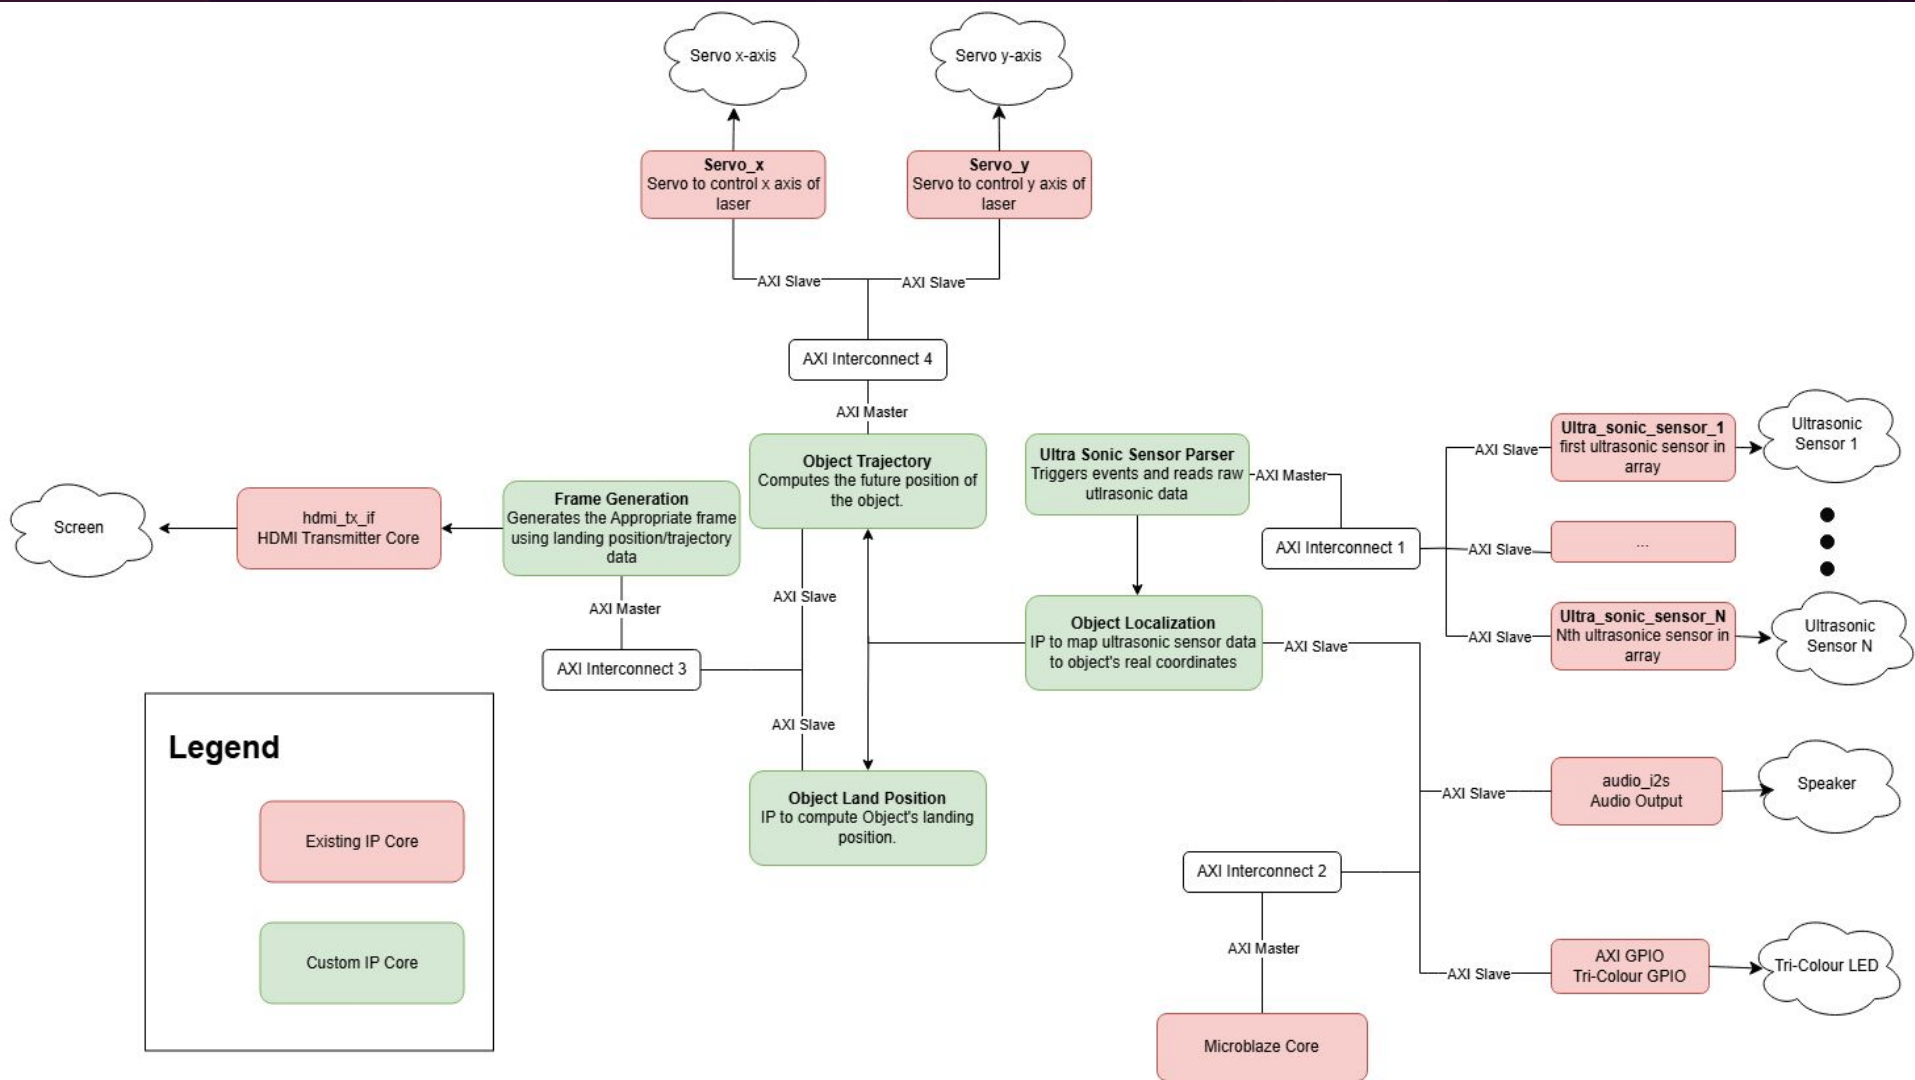 Servo x-axis
Servo y-axis
Servo_x
Servo to control x axis of
laser
Servo_y
Servo to control y axis of
laser
AXI Slave
AXI Slave
AXI Interconnect 4
AXI Master
Object Trajectory
Computes the future position of
the object.
Ultra Sonic Sensor Parser
Triggers events and reads raw
utlrasonic data
AXI Master
AXI Interconnect 1
AXI Slave
Ultra_sonic_sensor_1
first ultrasonic sensor in
array
Ultrasonic
Sensor 1
AXI Slave
...
AXI Slave
Ultra_sonic_sensor_N
Nth ultrasonice sensor in
array
Ultrasonic
Sensor N
Screen
hdmi_tx_if
HDMI Transmitter Core
Frame Generation
Generates the Appropriate frame
using landing position/trajectory
data
AXI Master
AXI Interconnect 3
AXI Slave
AXI Slave
Object Localization
IP to map ultrasonic sensor data
to object's real coordinates
AXI Slave
Object Land Position
IP to compute Object's landing
position.
AXI Slave
audio_i2s
Audio Output
Speaker
AXI Interconnect 2
AXI Master
Microblaze Core
AXI Slave
AXI GPIO
Tri-Colour GPIO
Tri-Colour LED
Legend
Existing IP Core
Custom IP Core